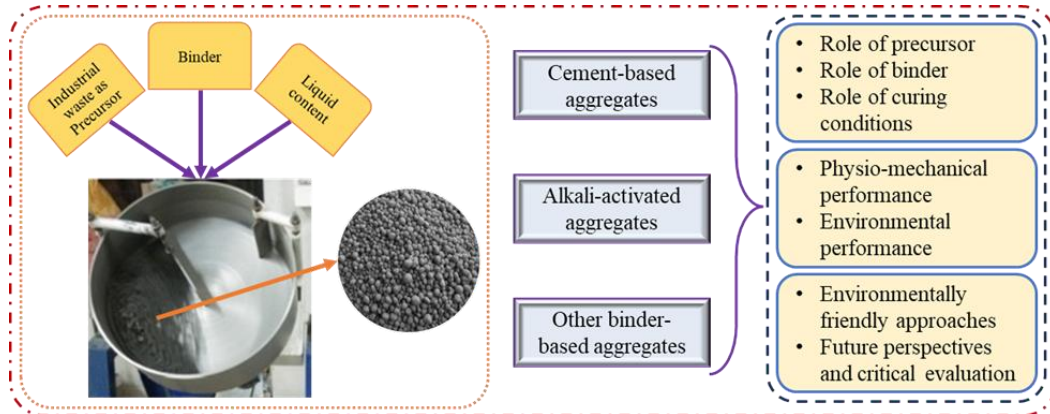 Industrial
waste as
Precursor
Binder
Liquid
content
Cement-based
aggregates
Alkali-activated
aggregates
Other binder-
based aggregates
• Role of precursor
• Role of binder
• Role of curing
conditions
• Physio-mechanical
performance
• Environmental
performance
• Environmentally
friendly approaches
• Future perspectives
and critical evaluation